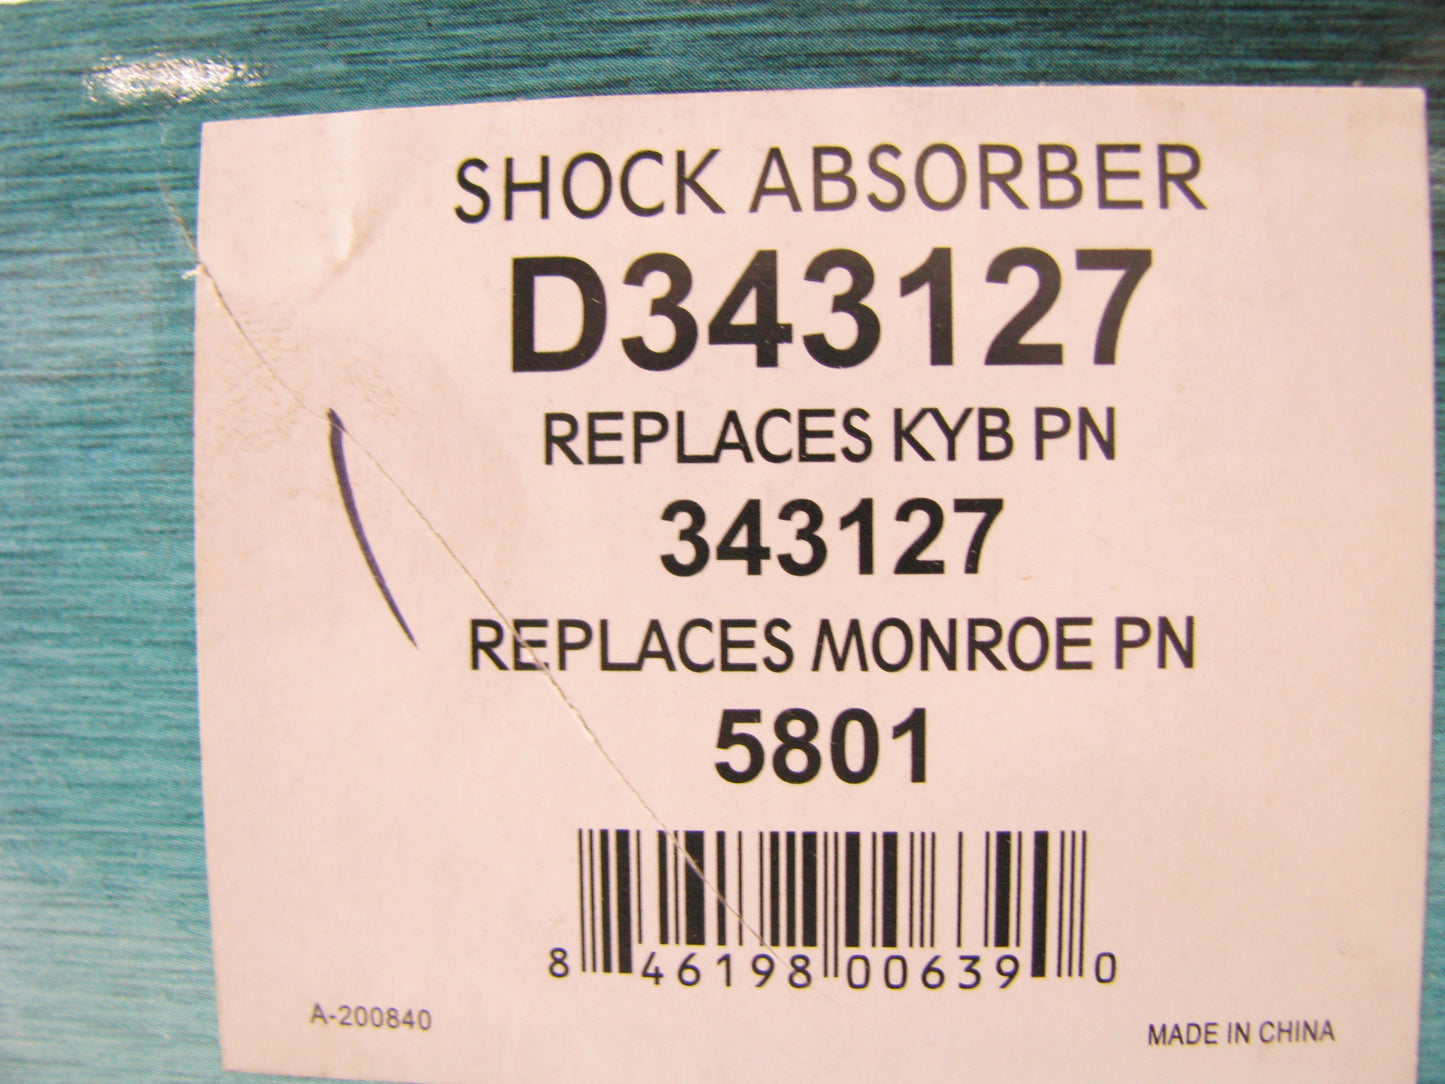 SHOCK ABSORBER
D343127
REPLACES KYB PN
343127
REPLACES MONROE PN
5801
8 46198 00639 0
A-200840
MADE IN CHINA